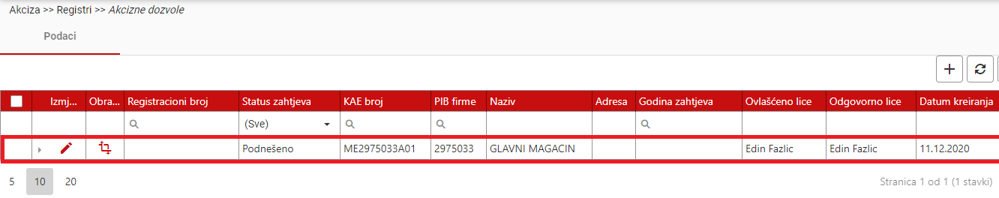 Akciza >> Registri >> Akcizne dozvole
Podaci
Izmj... Obra... Registracioni broj Status zahtjeva KAE broj PIB firme Naziv Adresa Godina zahtjeva Ovlašćeno lice Odgovorno lice Datum kreiranja
(Sve)
Podnešeno ME2975033A01 2975033 GLAVNI MAGACIN Edin Fazlic Edin Fazlic 11.12.2020
5 10 20 Stranica 1 od 1 (1 stavki)